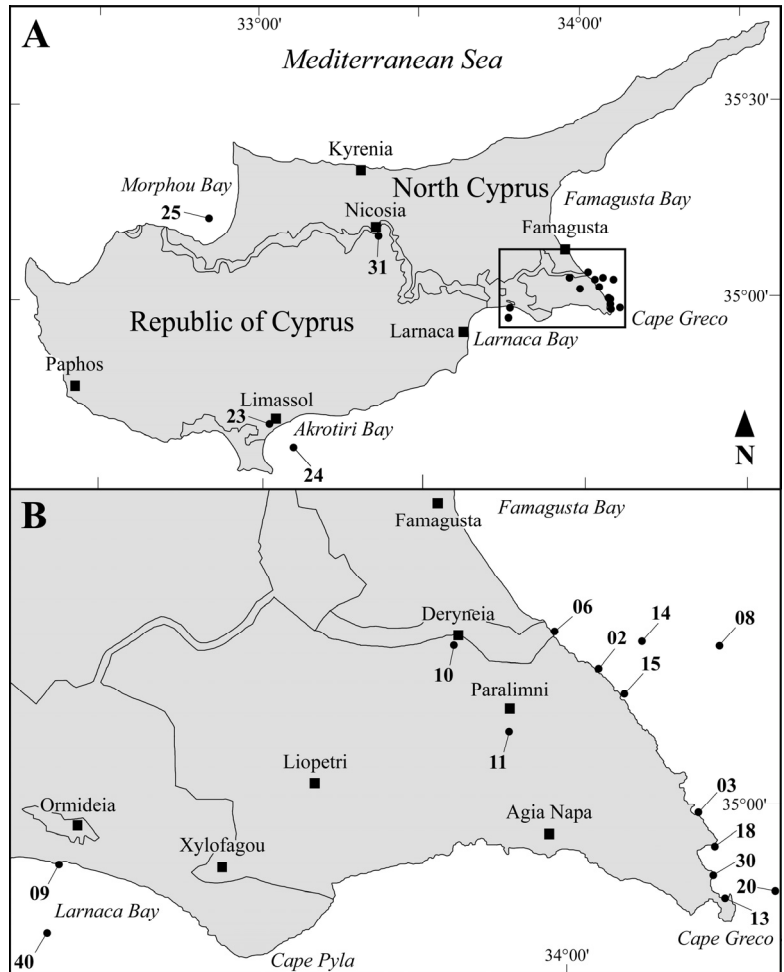 A
33°00'
34°00'
Mediterranean Sea
35°30'
Kyrenia
Morphou Bay
North Cyprus
25
Nicosia
Famagusta Bay
Famagusta
31
35°00'
Republic of Cyprus
Larnaca
Larnaca Bay
Cape Greco
Paphos
Limassol
23
Akrotiri Bay
24
N
B
Famagusta
Famagusta Bay
Deryneia
06
14
08
02
10
15
Paralimni
11
Liopetri
03
35°00'
Ormideia
Agia Napa
18
Xylofagou
30
09
20
13
Larnaca Bay
Cape Greco
40
Cape Pyla
34°00'